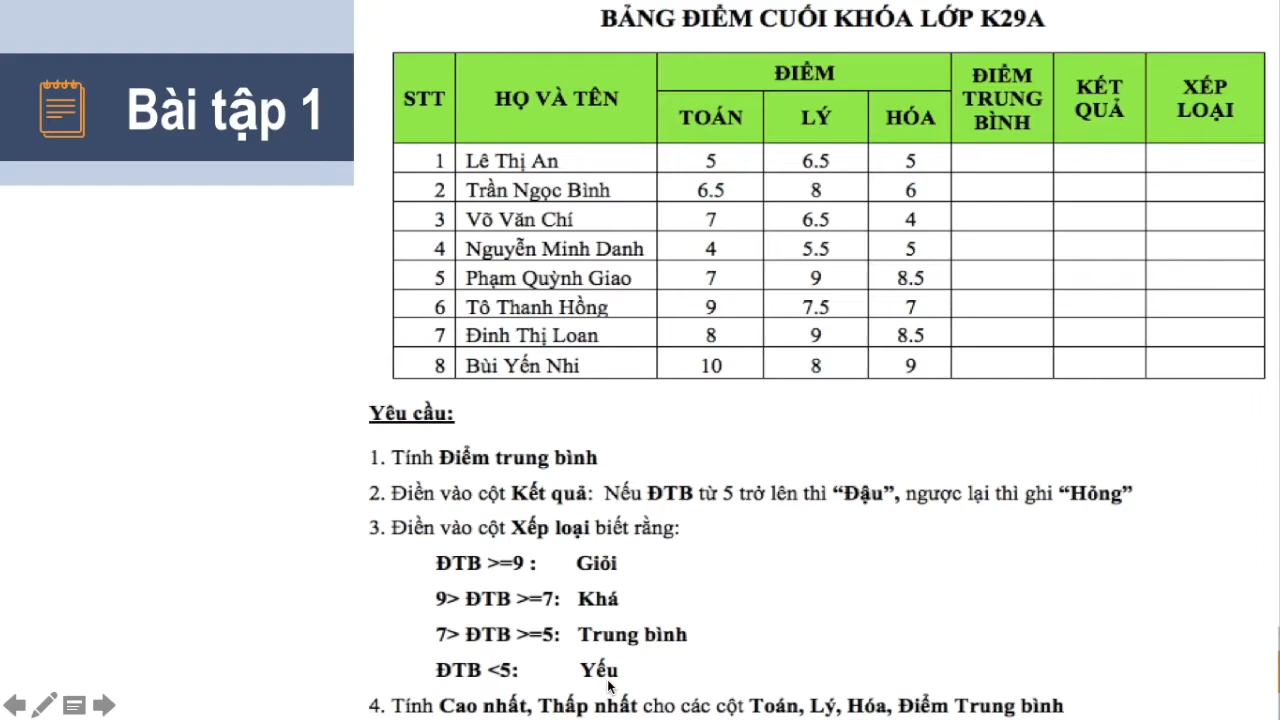 BẢNG ĐIỂM CUỐI KHÓA LỚP K29A
Bài tập 1
STT HỌ VÀ TÊN ĐIỂM ĐIỂM TRUNG BÌNH KẾT QUẢ XẾP LOẠI
TOÁN LÝ HÓA
1 Lê Thị An 5 6.5 5
2 Trần Ngọc Bình 6.5 8 6
3 Võ Văn Chí 7 6.5 4
4 Nguyễn Minh Danh 4 5.5 5
5 Phạm Quỳnh Giao 7 9 8.5
6 Tô Thanh Hồng 9 7.5 7
7 Đinh Thị Loan 8 9 8.5
8 Bùi Yến Nhi 10 8 9
Yêu cầu:
1. Tính Điểm trung bình
2. Điền vào cột Kết quả: Nếu ĐTB từ 5 trở lên thì “Đậu”, ngược lại thì ghi “Hỏng”
3. Điền vào cột Xếp loại biết rằng:
ĐTB >=9 : Giỏi
9> ĐTB >=7: Khá
7> ĐTB >=5: Trung bình
ĐTB <5: Yếu
4. Tính Cao nhất, Thấp nhất cho các cột Toán, Lý, Hóa, Điểm Trung bình